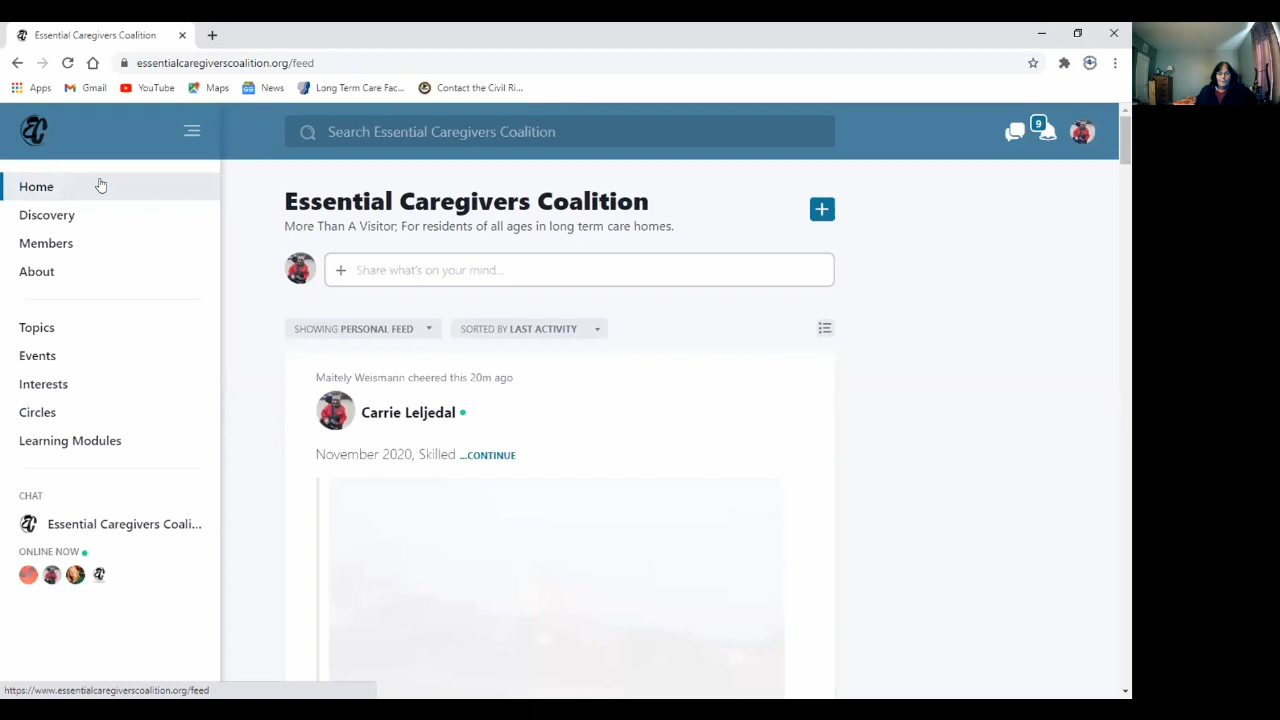 Essential Caregivers Coalition
essentialcaregiverscoalition.org/feed
Apps
Gmail
YouTube
Maps
News
Long Term Care Fac...
Contact the Civil Ri...
Search Essential Caregivers Coalition
9
Home
Discovery
Members
About
Topics
Events
Interests
Circles
Learning Modules
CHAT
Essential Caregivers Coali...
ONLINE NOW
Essential Caregivers Coalition
More Than A Visitor; For residents of all ages in long term care homes.
+ Share what's on your mind...
SHOWING PERSONAL FEED
SORTED BY LAST ACTIVITY
Maitely Weismann cheered this 20m ago
Carrie Leljedal
November 2020, Skilled ...CONTINUE
https://www.essentialcaregiverscoalition.org/feed